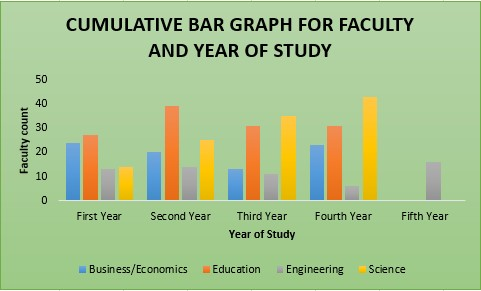 CUMULATIVE BAR GRAPH FOR FACULTY
AND YEAR OF STUDY
Faculty count
50
40
30
20
10
0
First Year Second Year Third Year Fourth Year Fifth Year
Year of Study
Business/Economics Education Engineering Science